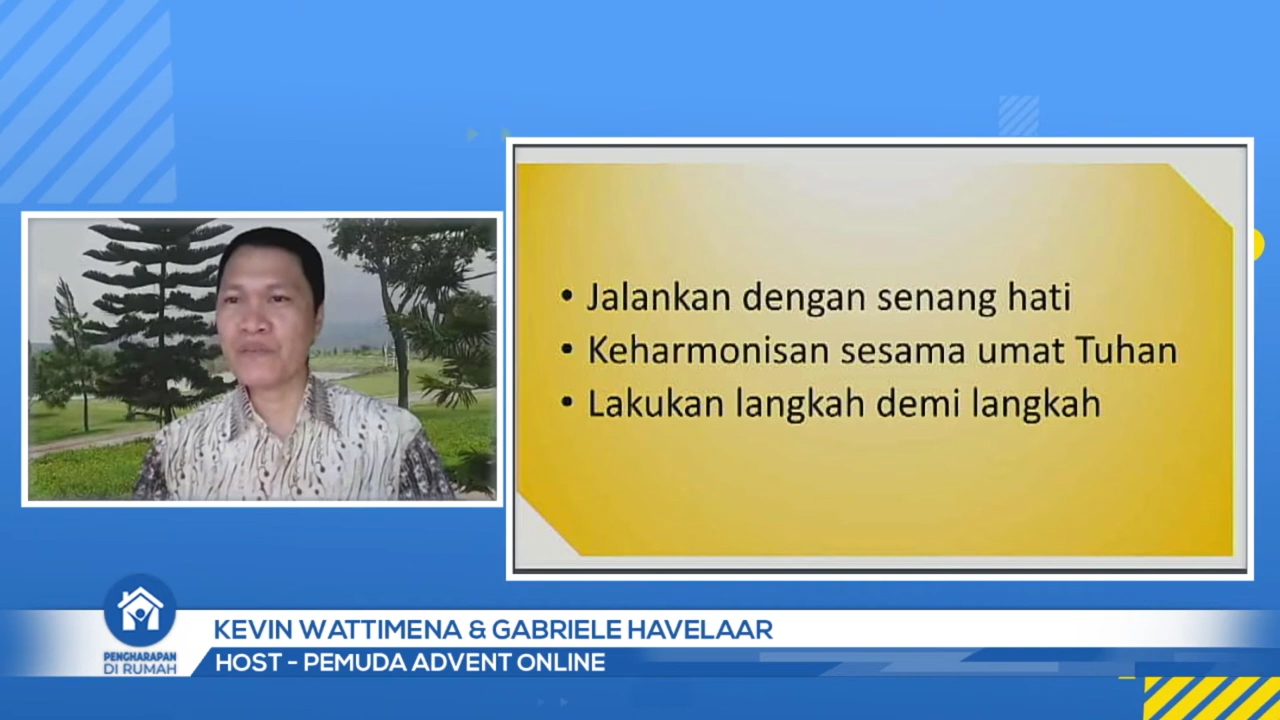 • Jalankan dengan senang hati
• Keharmonisan sesama umat Tuhan
• Lakukan langkah demi langkah
KEVIN WATTIMENA & GABRIELE HAVELAAR
HOST - PEMUDA ADVENT ONLINE
PENGHARAPAN
DI RUMAH